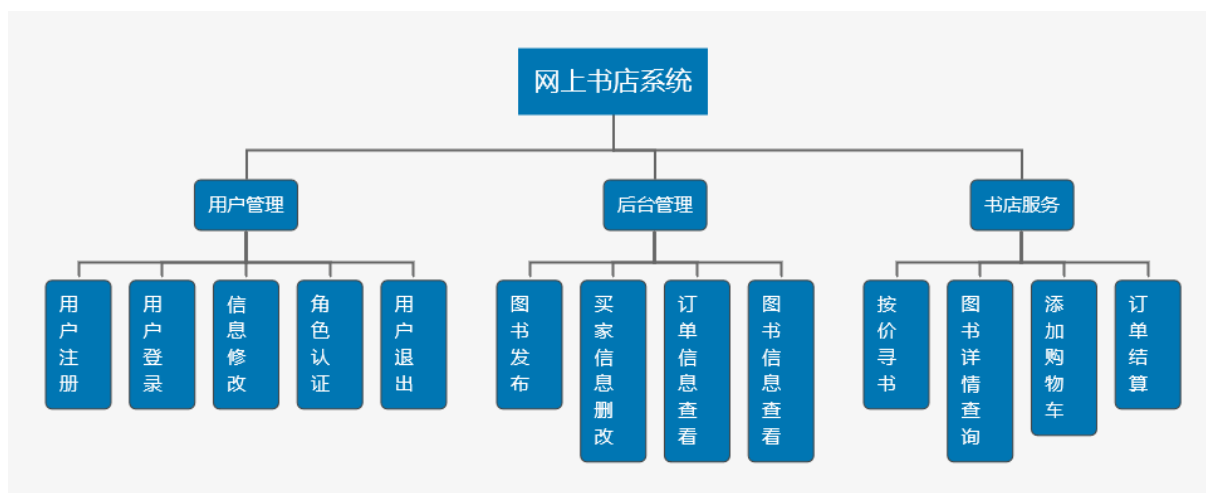 网上书店系统
用户管理
后台管理
书店服务
用户注册
用户登录
信息修改
角色认证
用户退出
图书发布
买家信息删改
订单信息查看
图书信息查看
按价寻书
图书详情查询
添加购物车
订单结算